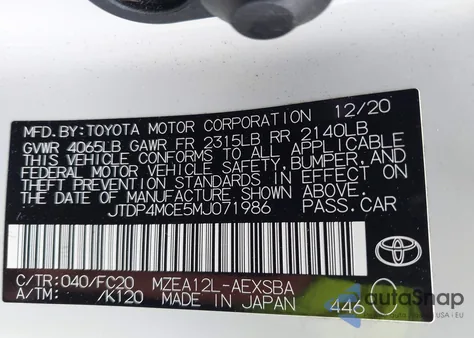 MFD.BY:TOYOTA MOTOR CORPORATION 12/20
GVWR 4065LB GAWR FR 2315LB RR 2140LB
THIS VEHICLE CONFORMS TO ALL APPLICABLE
FEDERAL MOTOR VEHICLE SAFETY,BUMPER,AND
THEFT PREVENTION STANDARDS IN EFFECT ON
THE DATE OF MANUFACTURE SHOWN ABOVE.
JTDP4MCE5MJ071986 PASS.CAR
C/TR:040/FC20 MZEA12L-AEXSBA
A/TM: /K120 MADE IN JAPAN 446
autoSnap
USA - EU